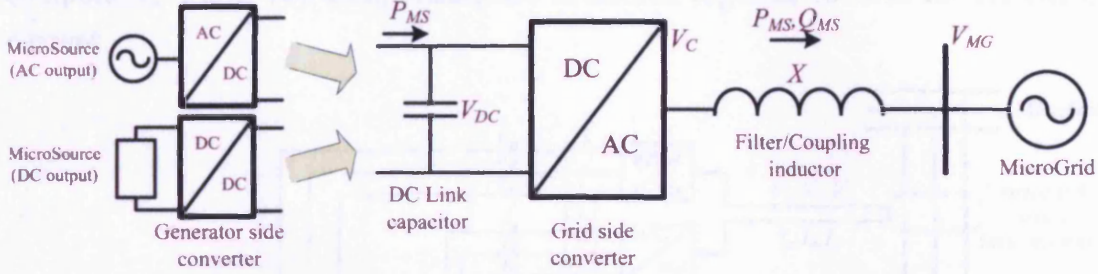 MicroSource
(AC output)
AC
DC
MicroSource
(DC output)
DC
DC
Generator side
converter
P_MS
V_DC
DC Link
capacitor
DC
AC
Grid side
converter
V_C
P_MS,Q_MS
X
Filter/Coupling
inductor
V_MG
MicroGrid